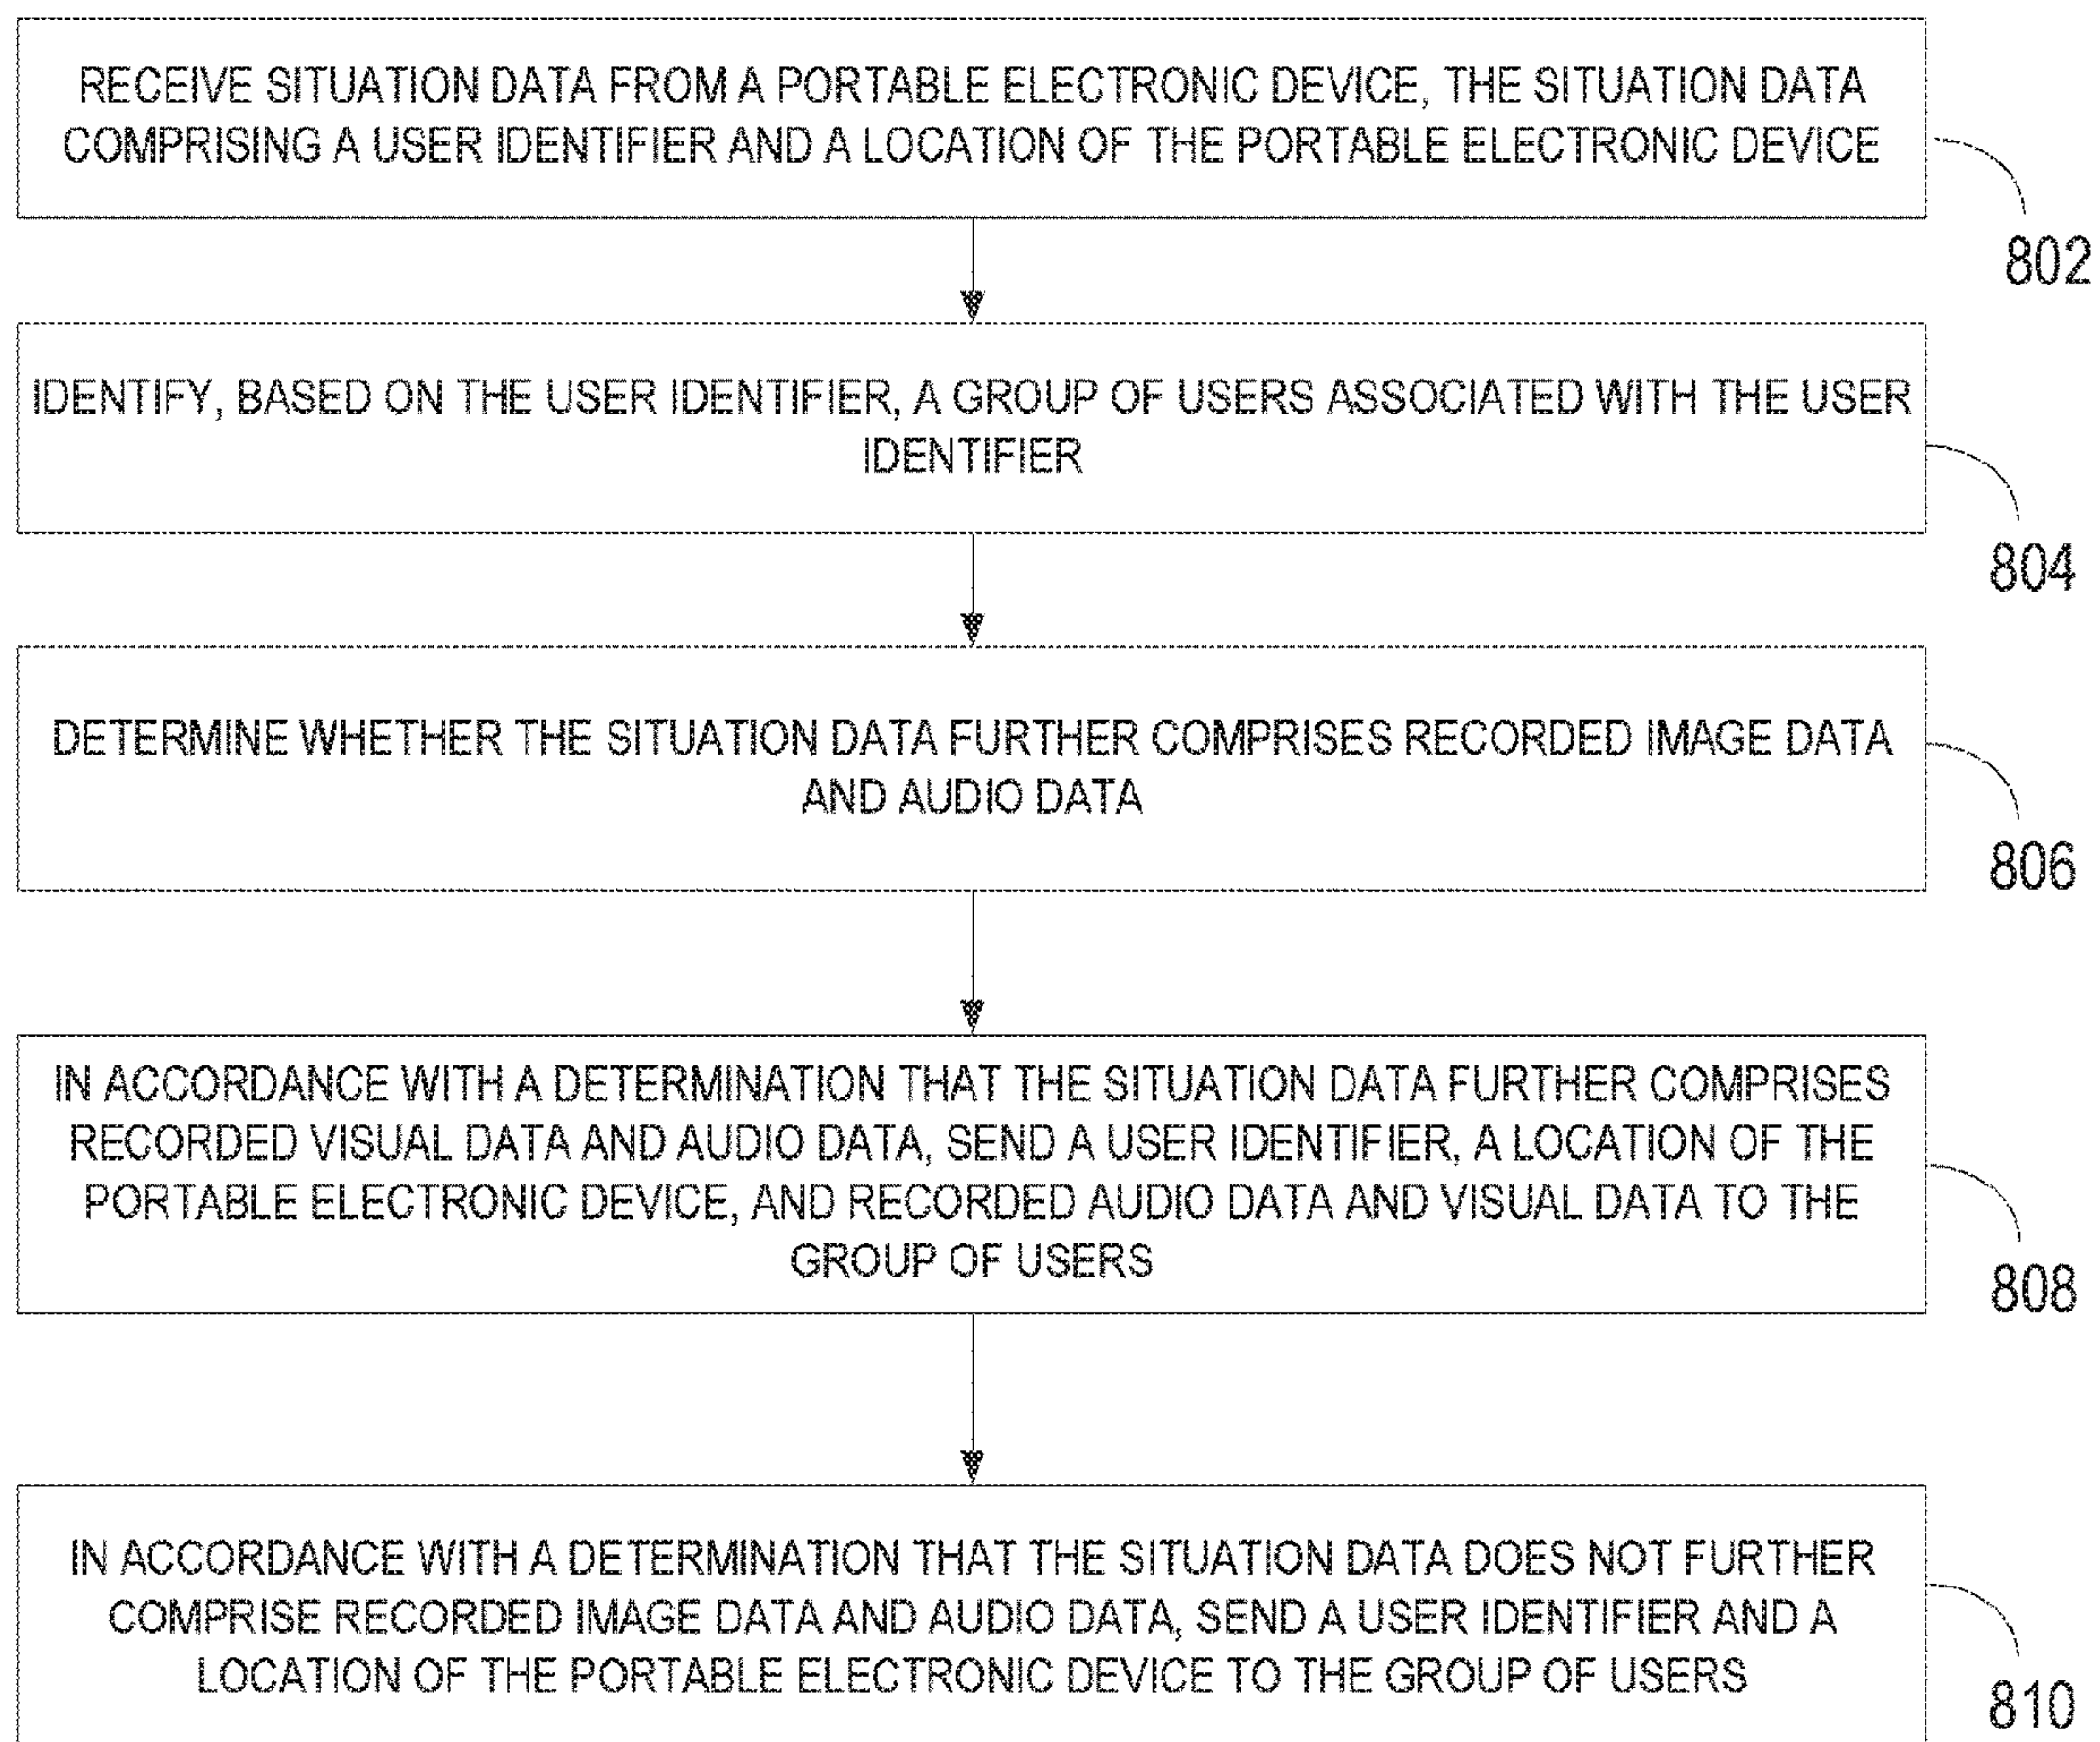 RECEIVE SITUATION DATA FROM A PORTABLE ELECTRONIC DEVICE, THE SITUATION DATA
COMPRISING A USER IDENTIFIER AND A LOCATION OF THE PORTABLE ELECTRONIC DEVICE
802
IDENTIFY, BASED ON THE USER IDENTIFIER, A GROUP OF USERS ASSOCIATED WITH THE USER
IDENTIFIER
804
DETERMINE WHETHER THE SITUATION DATA FURTHER COMPRISES RECORDED IMAGE DATA
AND AUDIO DATA
806
IN ACCORDANCE WITH A DETERMINATION THAT THE SITUATION DATA FURTHER COMPRISES
RECORDED VISUAL DATA AND AUDIO DATA, SEND A USER IDENTIFIER, A LOCATION OF THE
PORTABLE ELECTRONIC DEVICE, AND RECORDED AUDIO DATA AND VISUAL DATA TO THE
GROUP OF USERS
808
IN ACCORDANCE WITH A DETERMINATION THAT THE SITUATION DATA DOES NOT FURTHER
COMPRISE RECORDED IMAGE DATA AND AUDIO DATA, SEND A USER IDENTIFIER AND A
LOCATION OF THE PORTABLE ELECTRONIC DEVICE TO THE GROUP OF USERS
810